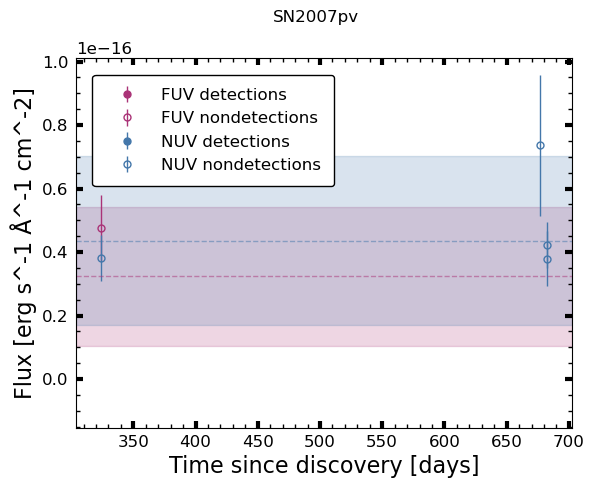 SN2007pv
1e−16
1.0
0.8
0.6
0.4
0.2
0.0
FUV detections
FUV nondetections
NUV detections
NUV nondetections
350 400 450 500 550 600 650 700
Time since discovery [days]
Flux [erg s^-1 Å^-1 cm^-2]